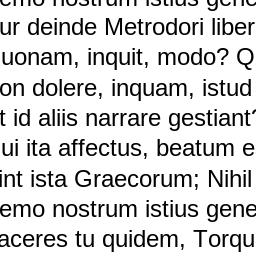 emo nostrum istius gene
ur deinde Metrodori liber
uonam, inquit, modo? Q
on dolere, inquam, istud
t id aliis narrare gestiant?
ui ita affectus, beatum e
int ista Graecorum; Nihil
emo nostrum istius gene
aceres tu quidem, Torqu